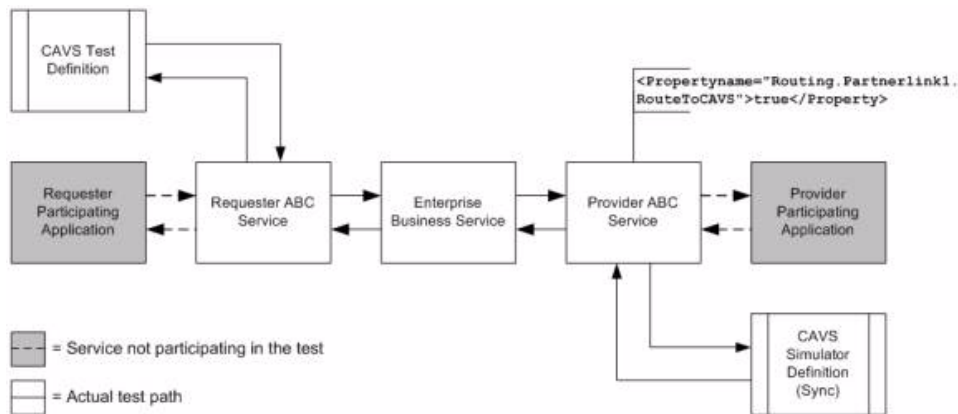 CAVS Test
Definition
<Propertyname="Routing.Partnerlink1.
RouteToCAVS">true</Property>
Requester
Participating
Application
Requester ABC
Service
Enterprise
Business Service
Provider ABC
Service
Provider
Participating
Application
= Service not participating in the test
= Actual test path
CAVS
Simulator
Definition
(Sync)